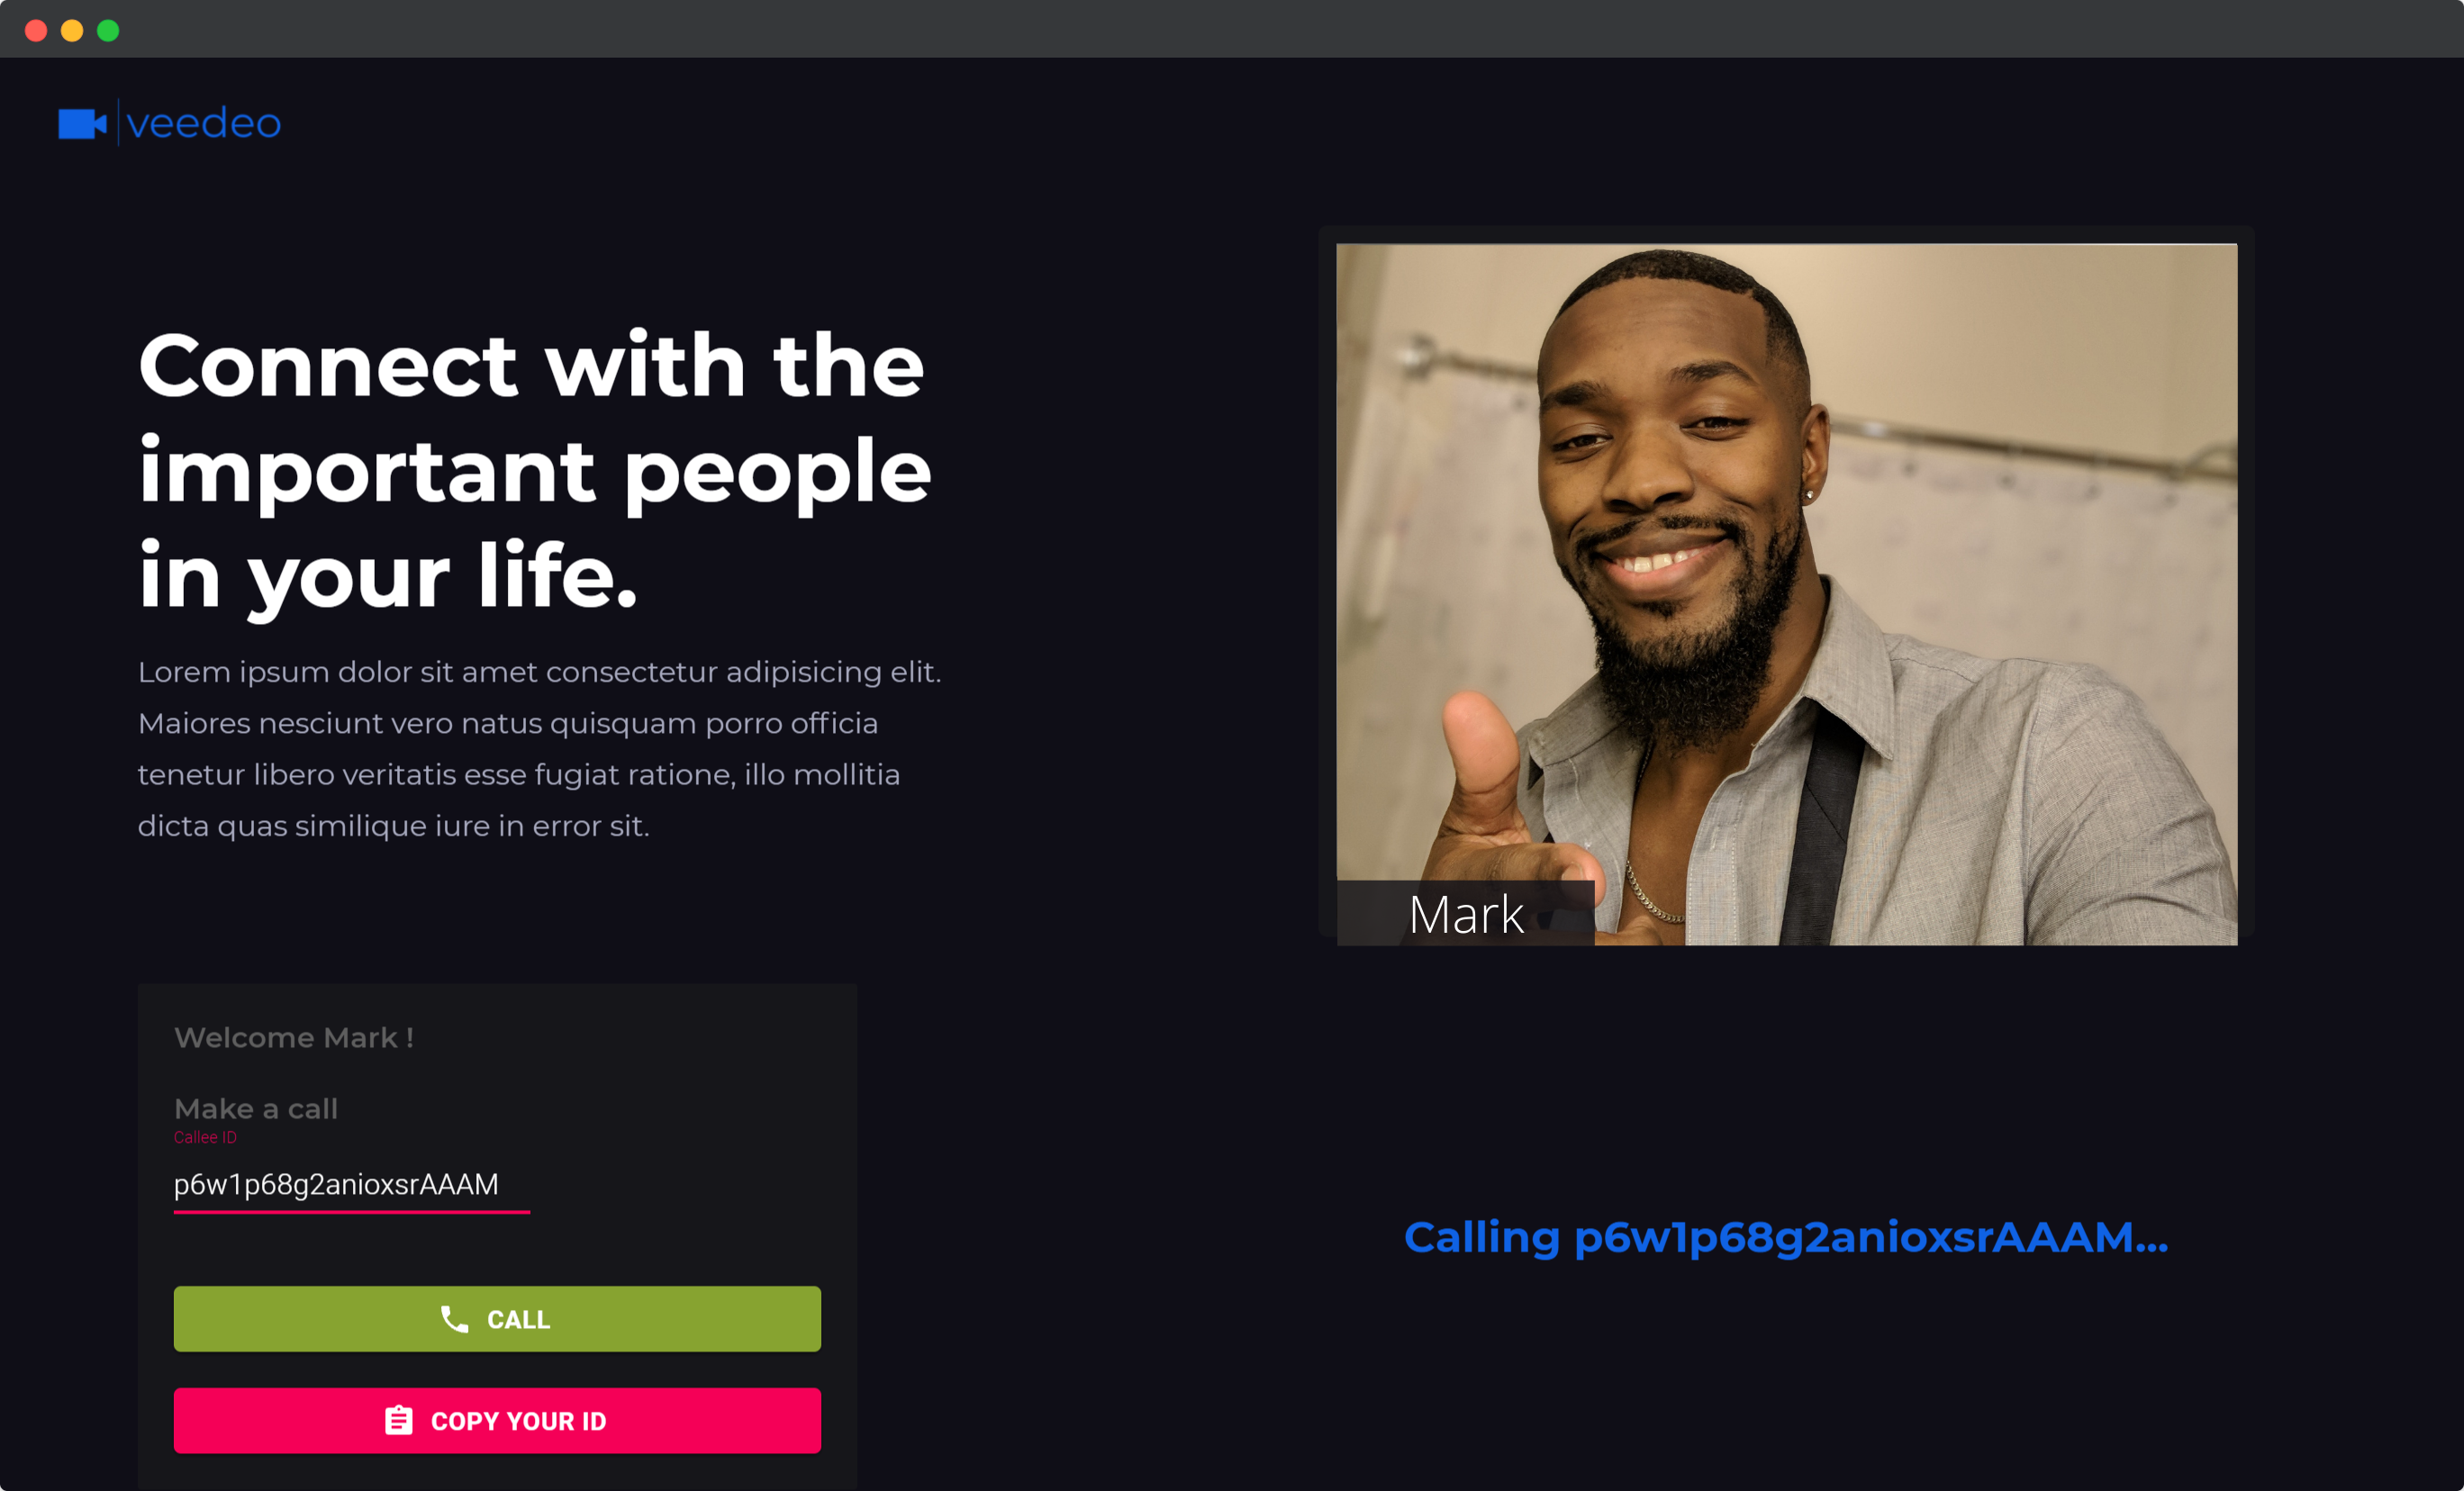 veedeo
Connect with the
important people
in your life.
Lorem ipsum dolor sit amet consectetur adipisicing elit.
Maiores nesciunt vero natus quisquam porro officia
tenetur libero veritatis esse fugiat ratione, illo mollitia
dicta quas similique iure in error sit.
Mark
Welcome Mark !
Make a call
Callee ID
p6w1p68g2anioxsrAAAM
CALL
COPY YOUR ID
Calling p6w1p68g2anioxsrAAAM...